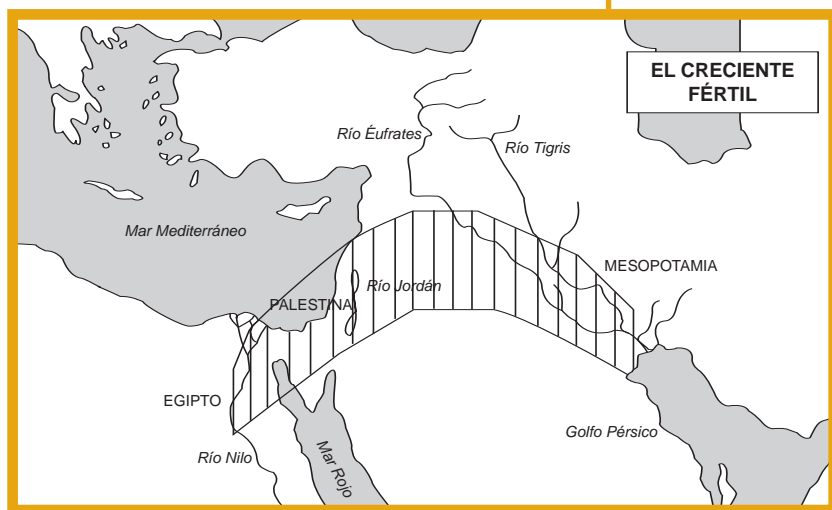 EL CRECIENTE
FÉRTIL
Río Éufrates
Río Tigris
Mar Mediterráneo
MESOPOTAMIA
Río Jordán
PALESTINA
EGIPTO
Golfo Pérsico
Río Nilo
Mar Rojo